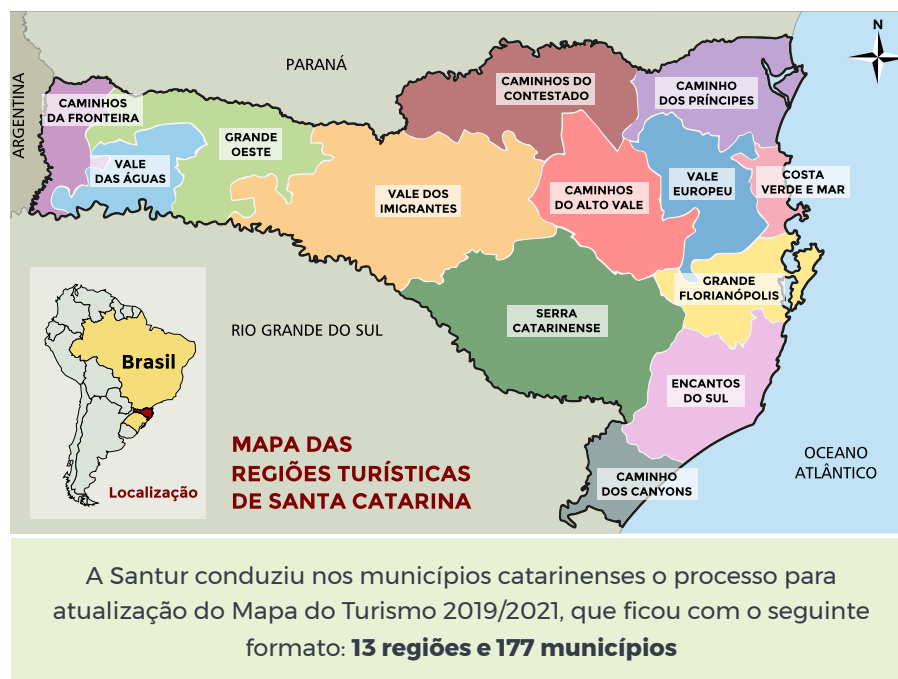 N
PARANÁ
ARGENTINA
CAMINHOS DO
CONTESTADO
CAMINHO
DOS PRÍNCIPES
CAMINHOS
DA FRONTEIRA
GRANDE
OESTE
VALE
DAS ÁGUAS
VALE DOS
IMIGRANTES
CAMINHOS
DO ALTO VALE
VALE
EUROPEU
COSTA
VERDE E MAR
GRANDE
FLORIANÓPOLIS
SERRA
CATARINENSE
RIO GRANDE DO SUL
ENCANTOS
DO SUL
CAMINHO
DOS CANYONS
OCEANO
ATLÂNTICO
Brasil
Localização
MAPA DAS
REGIÕES TURÍSTICAS
DE SANTA CATARINA
A Santur conduziu nos municípios catarinenses o processo para
atualização do Mapa do Turismo 2019/2021, que ficou com o seguinte
formato: 13 regiões e 177 municípios